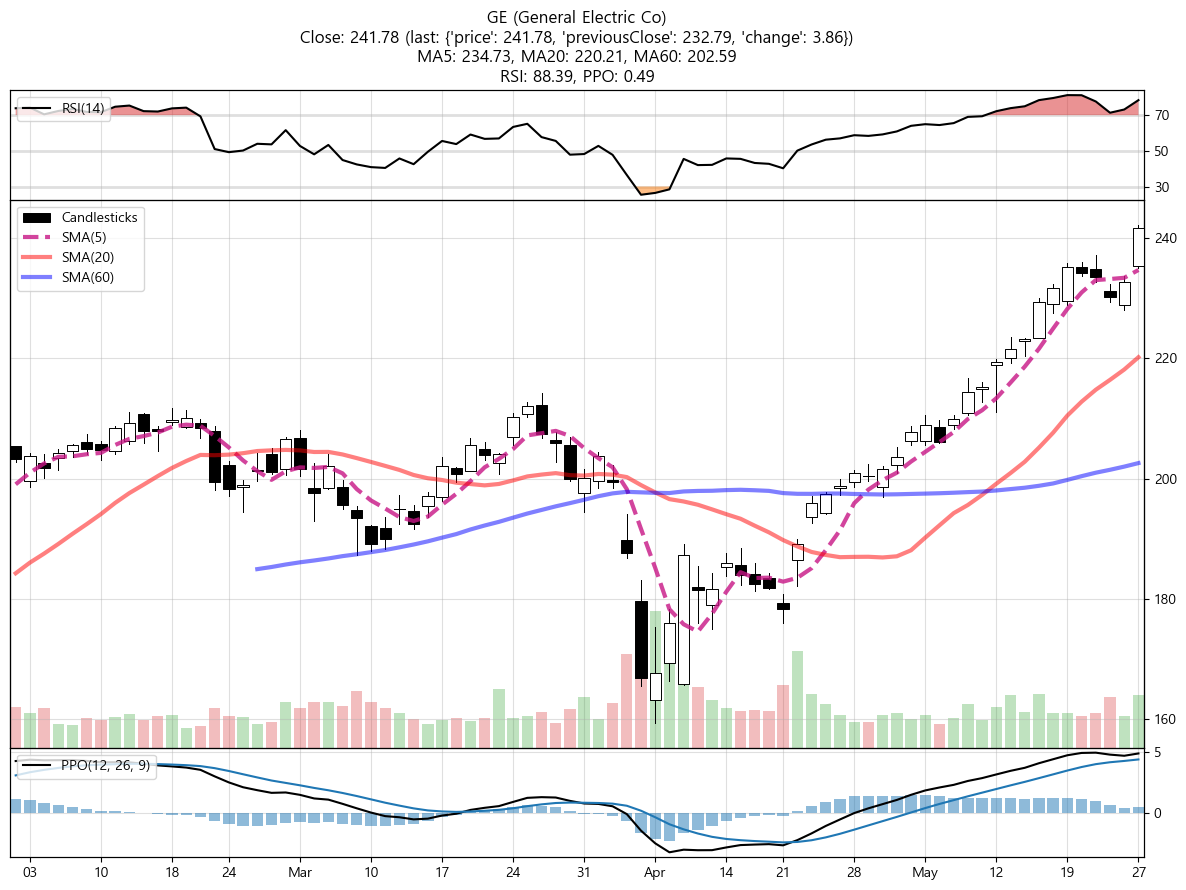 GE (General Electric Co)
Close: 241.78 (last: {'price': 241.78, 'previousClose': 232.79, 'change': 3.86})
MA5: 234.73, MA20: 220.21, MA60: 202.59
RSI: 88.39, PPO: 0.49
RSI(14)
70
50
30
Candlesticks
SMA(5)
SMA(20)
SMA(60)
240
220
200
180
160
PPO(12, 26, 9)
5
0
03 10 18 24 Mar 10 17 24 31 Apr 14 21 28 May 12 19 27